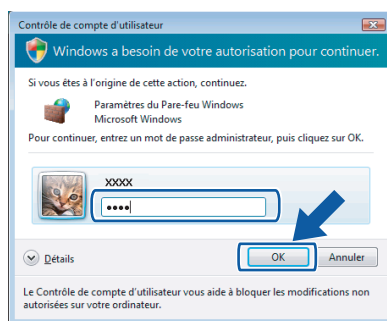 Contrôle de compte d'utilisateur
Windows a besoin de votre autorisation pour continuer.
Si vous êtes à l'origine de cette action, continuez.
Paramètres du Pare-feu Windows
Microsoft Windows
Pour continuer, entrez un mot de passe administrateur, puis cliquez sur OK.
XXXX
••••
Détails
OK
Annuler
Le Contrôle de compte d'utilisateur vous aide à bloquer les modifications non
autorisées sur votre ordinateur.